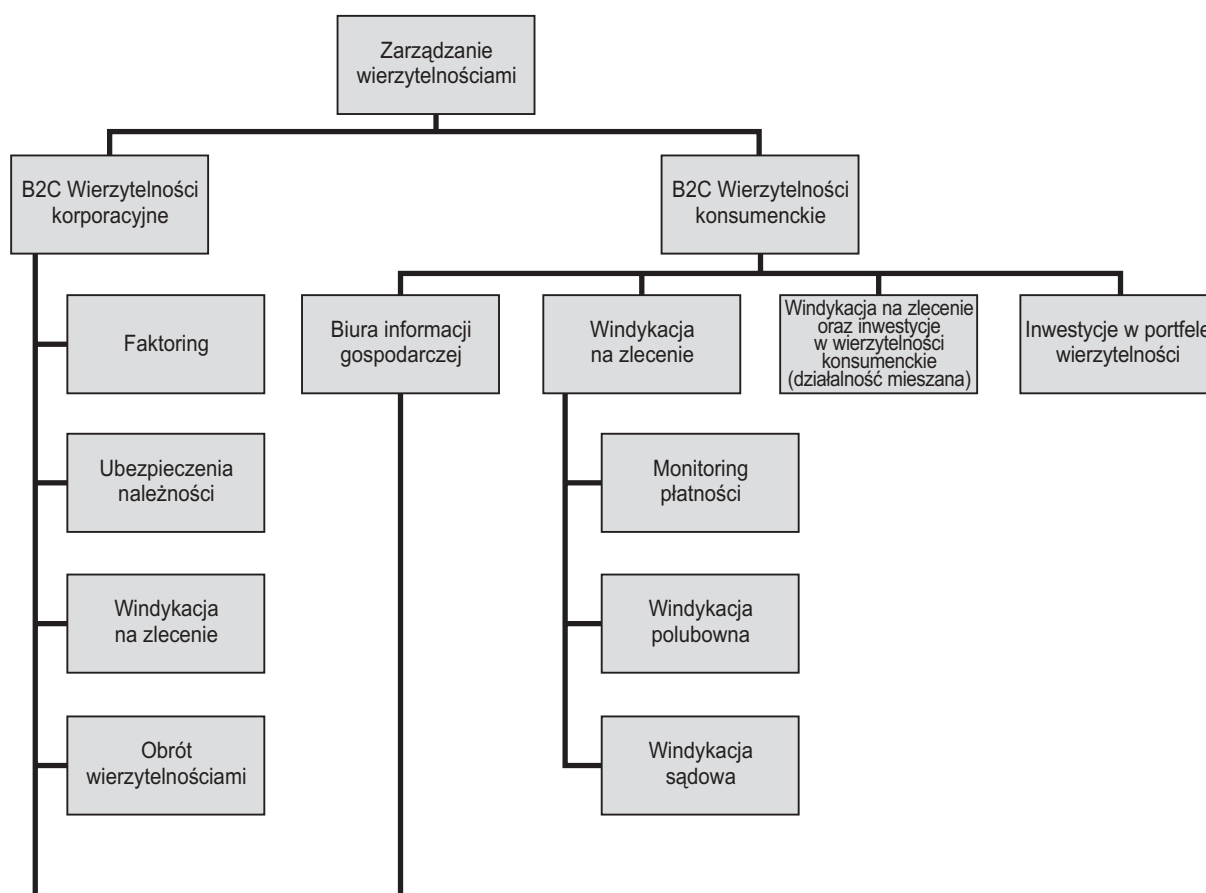 Zarządzanie
wierzytelnościami
B2C Wierzytelności
korporacyjne
B2C Wierzytelności
konsumenckie
Faktoring
Biura informacji
gospodarczej
Windykacja
na zlecenie
Windykacja na zlecenie
oraz inwestycje
w wierzytelności
konsumenckie
(działalność mieszana)
Inwestycje w portfele
wierzytelności
Ubezpieczenia
należności
Monitoring
płatności
Windykacja
na zlecenie
Windykacja
polubowna
Obrót
wierzytelnościami
Windykacja
sądowa